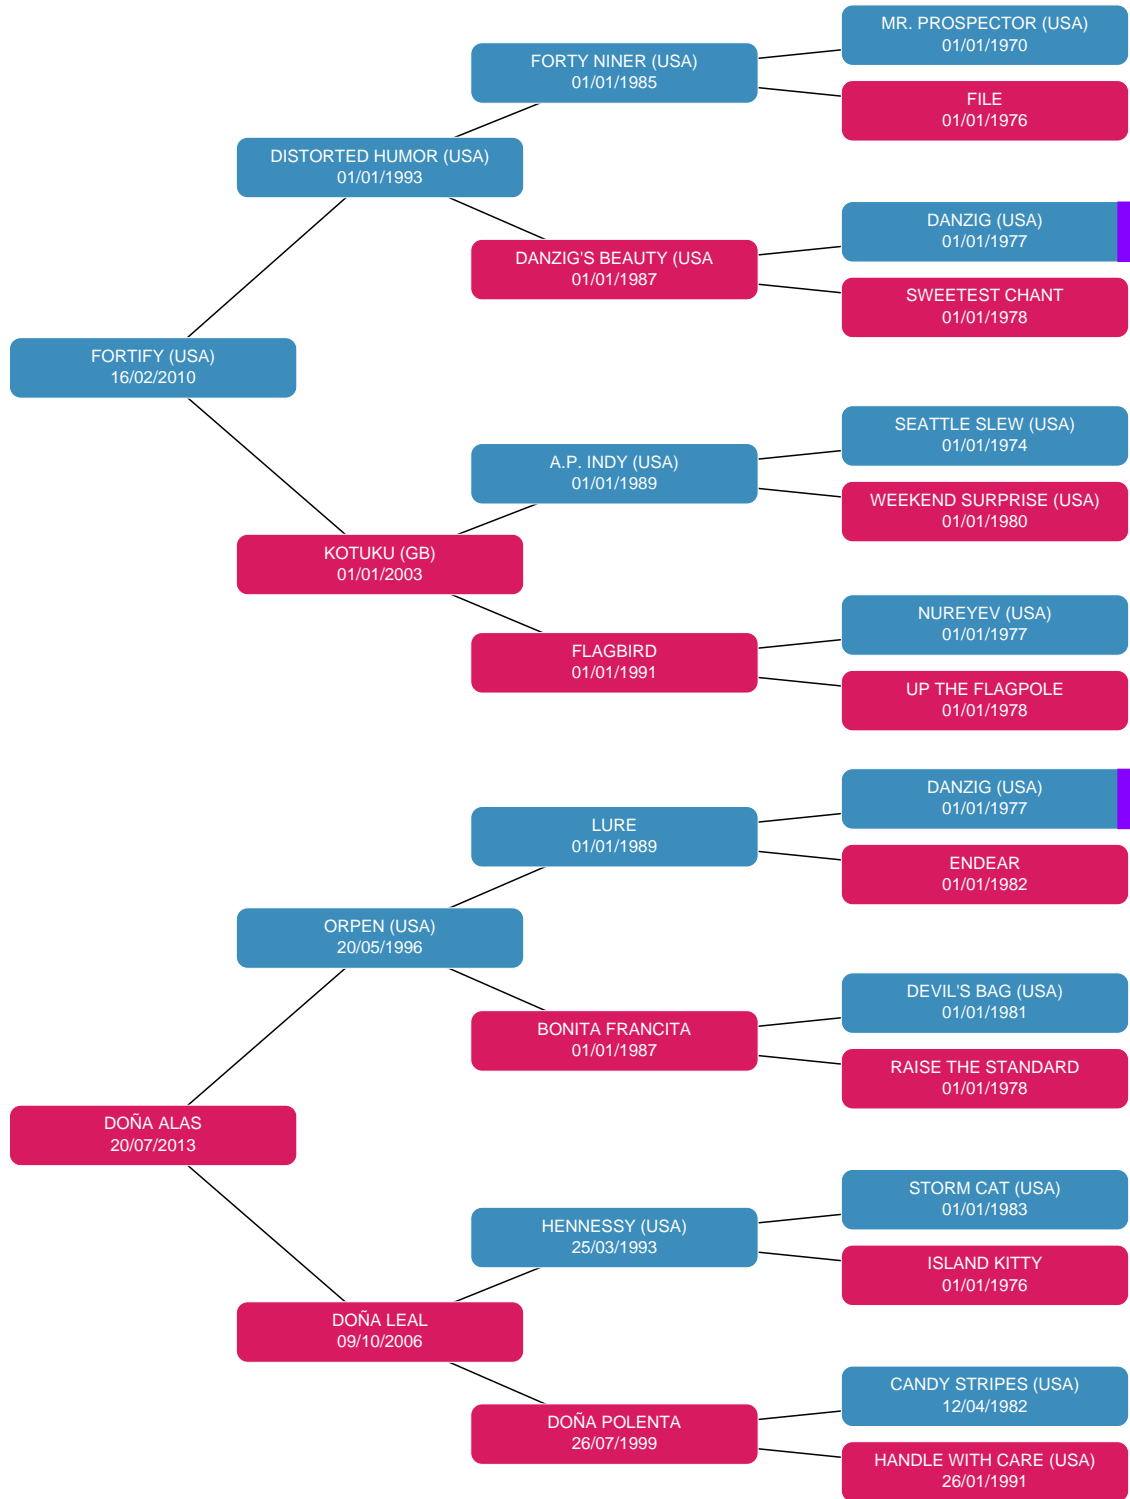 MR. PROSPECTOR (USA)
01/01/1970
FORTY NINER (USA)
01/01/1985
FILE
01/01/1976
DISTORTED HUMOR (USA)
01/01/1993
DANZIG (USA)
01/01/1977
DANZIG'S BEAUTY (USA
01/01/1987
SWEETEST CHANT
01/01/1978
FORTIFY (USA)
16/02/2010
SEATTLE SLEW (USA)
01/01/1974
A.P. INDY (USA)
01/01/1989
WEEKEND SURPRISE (USA)
01/01/1980
KOTUKU (GB)
01/01/2003
NUREYEV (USA)
01/01/1977
FLAGBIRD
01/01/1991
UP THE FLAGPOLE
01/01/1978
DANZIG (USA)
01/01/1977
LURE
01/01/1989
ENDEAR
01/01/1982
ORPEN (USA)
20/05/1996
DEVIL'S BAG (USA)
01/01/1981
BONITA FRANCITA
01/01/1987
RAISE THE STANDARD
01/01/1978
DOÑA ALAS
20/07/2013
STORM CAT (USA)
01/01/1983
HENNESSY (USA)
25/03/1993
ISLAND KITTY
01/01/1976
DOÑA LEAL
09/10/2006
CANDY STRIPES (USA)
12/04/1982
DOÑA POLENTA
26/07/1999
HANDLE WITH CARE (USA)
26/01/1991